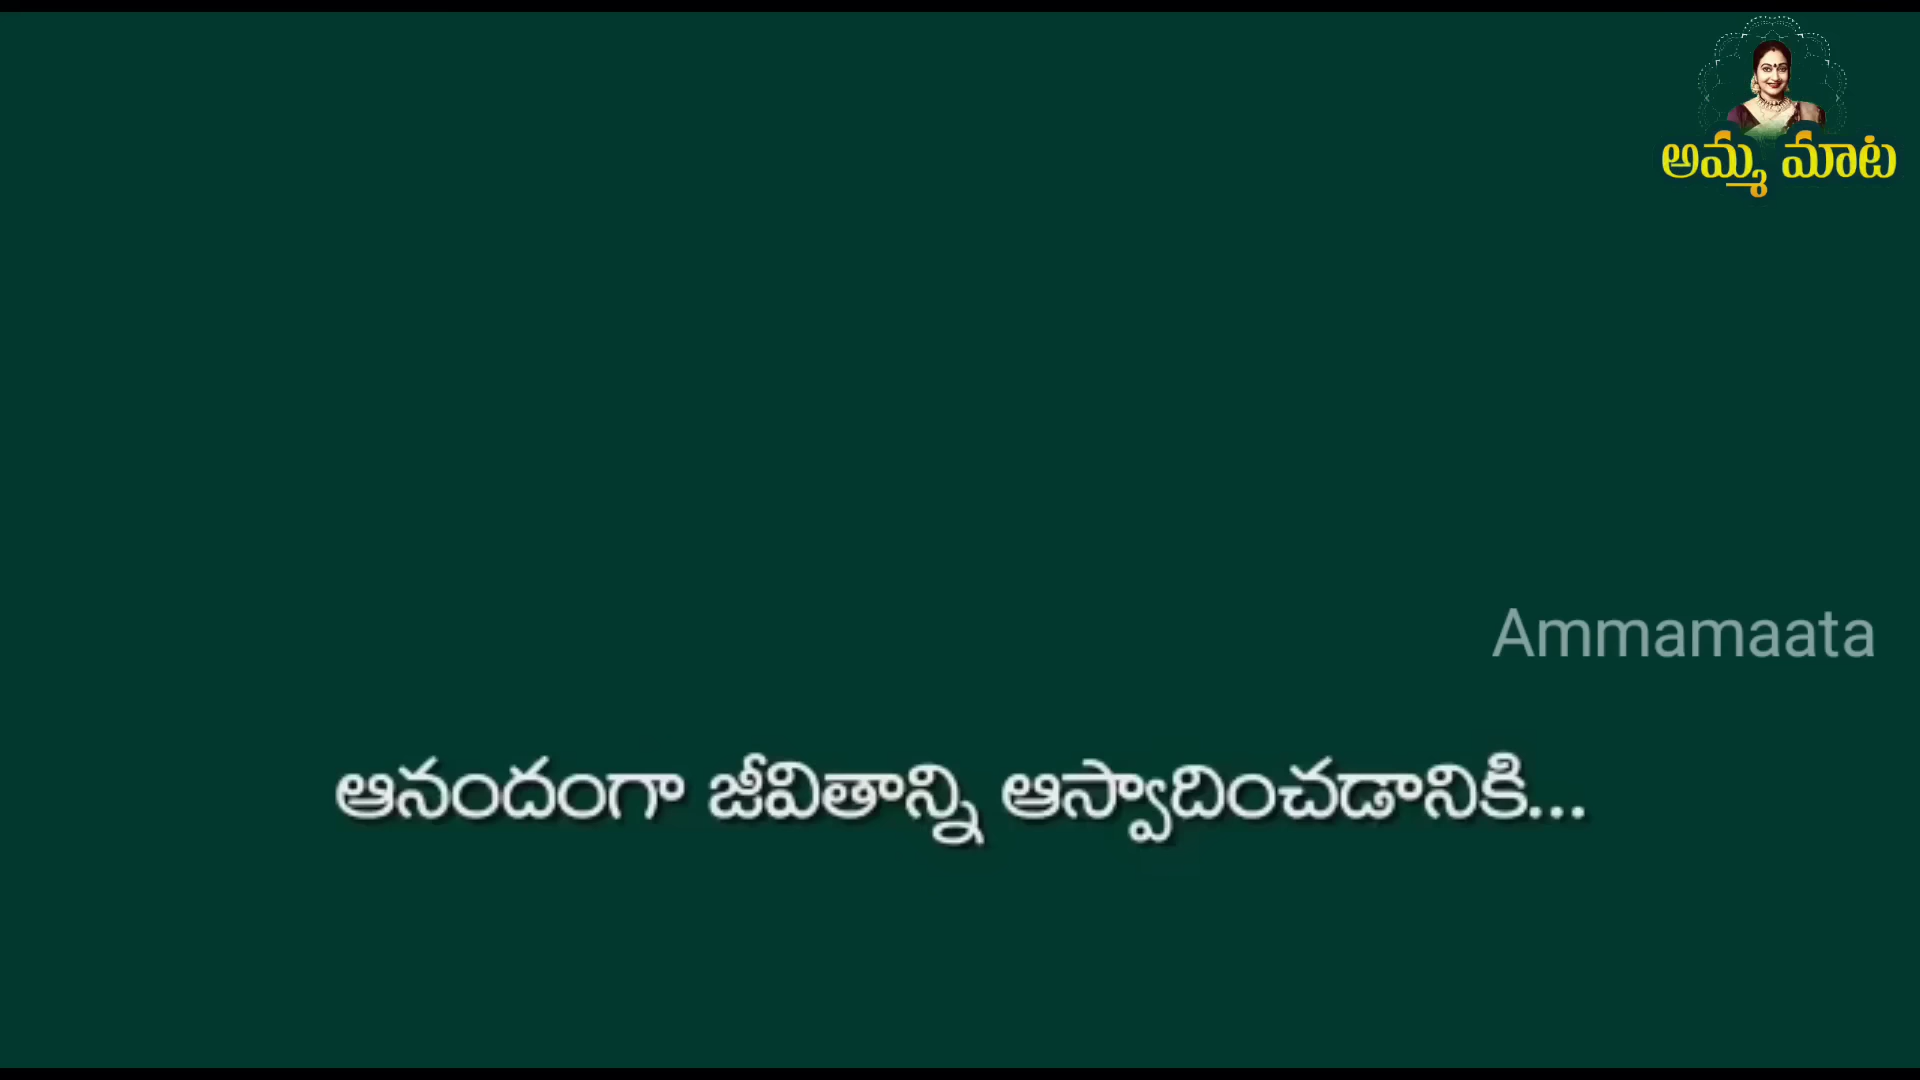 అమ్మ మాట
Ammamaata
ఆనందంగా జీవితాన్ని ఆస్వాదించడానికి...